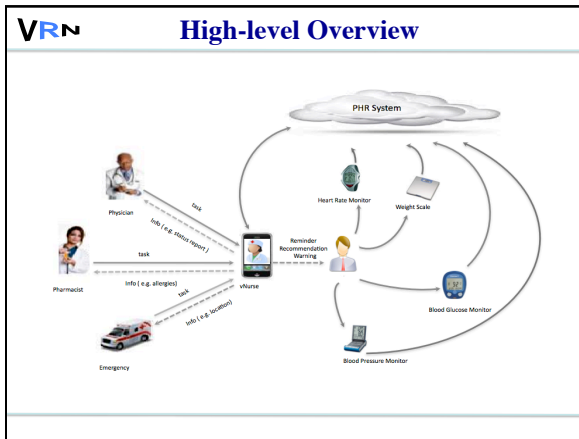 VRN
High-level Overview
PHR System
Physician
task
Info ( e.g. status report )
Heart Rate Monitor
Weight Scale
Pharmacist
task
Info ( e.g. allergies)
vNurse
Reminder
Recommendation
Warning
Blood Glucose Monitor
Emergency
task
Info ( e.g. location)
Blood Pressure Monitor